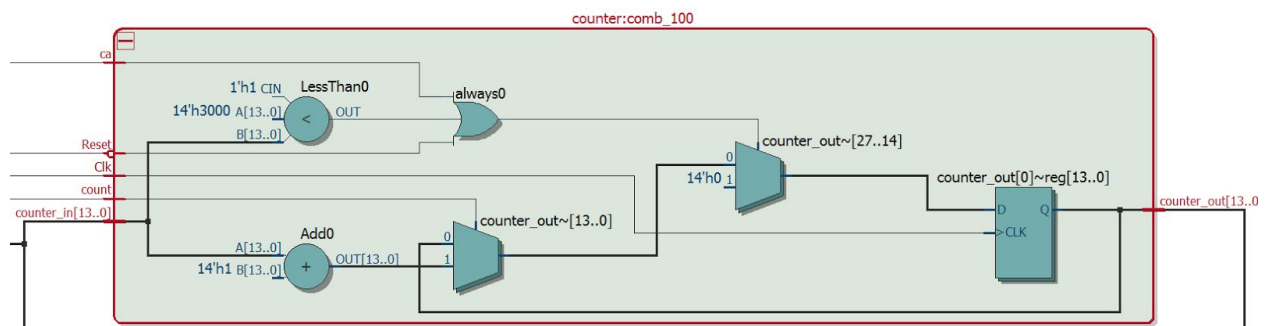 counter:comb_100
ca
1'h1 CIN
LessThan0
always0
14'h3000 A[13..0]
<
OUT
B[13..0]
Reset
counter_out~[27..14]
0
14'h0 1
Clk
counter_out[0]~reg[13..0]
count
counter_in[13..0]
counter_out~[13..0]
D
Q
counter_out[13..0
CLK
Add0
0
A[13..0]
+
OUT[13..0]
1
14'h1 B[13..0]